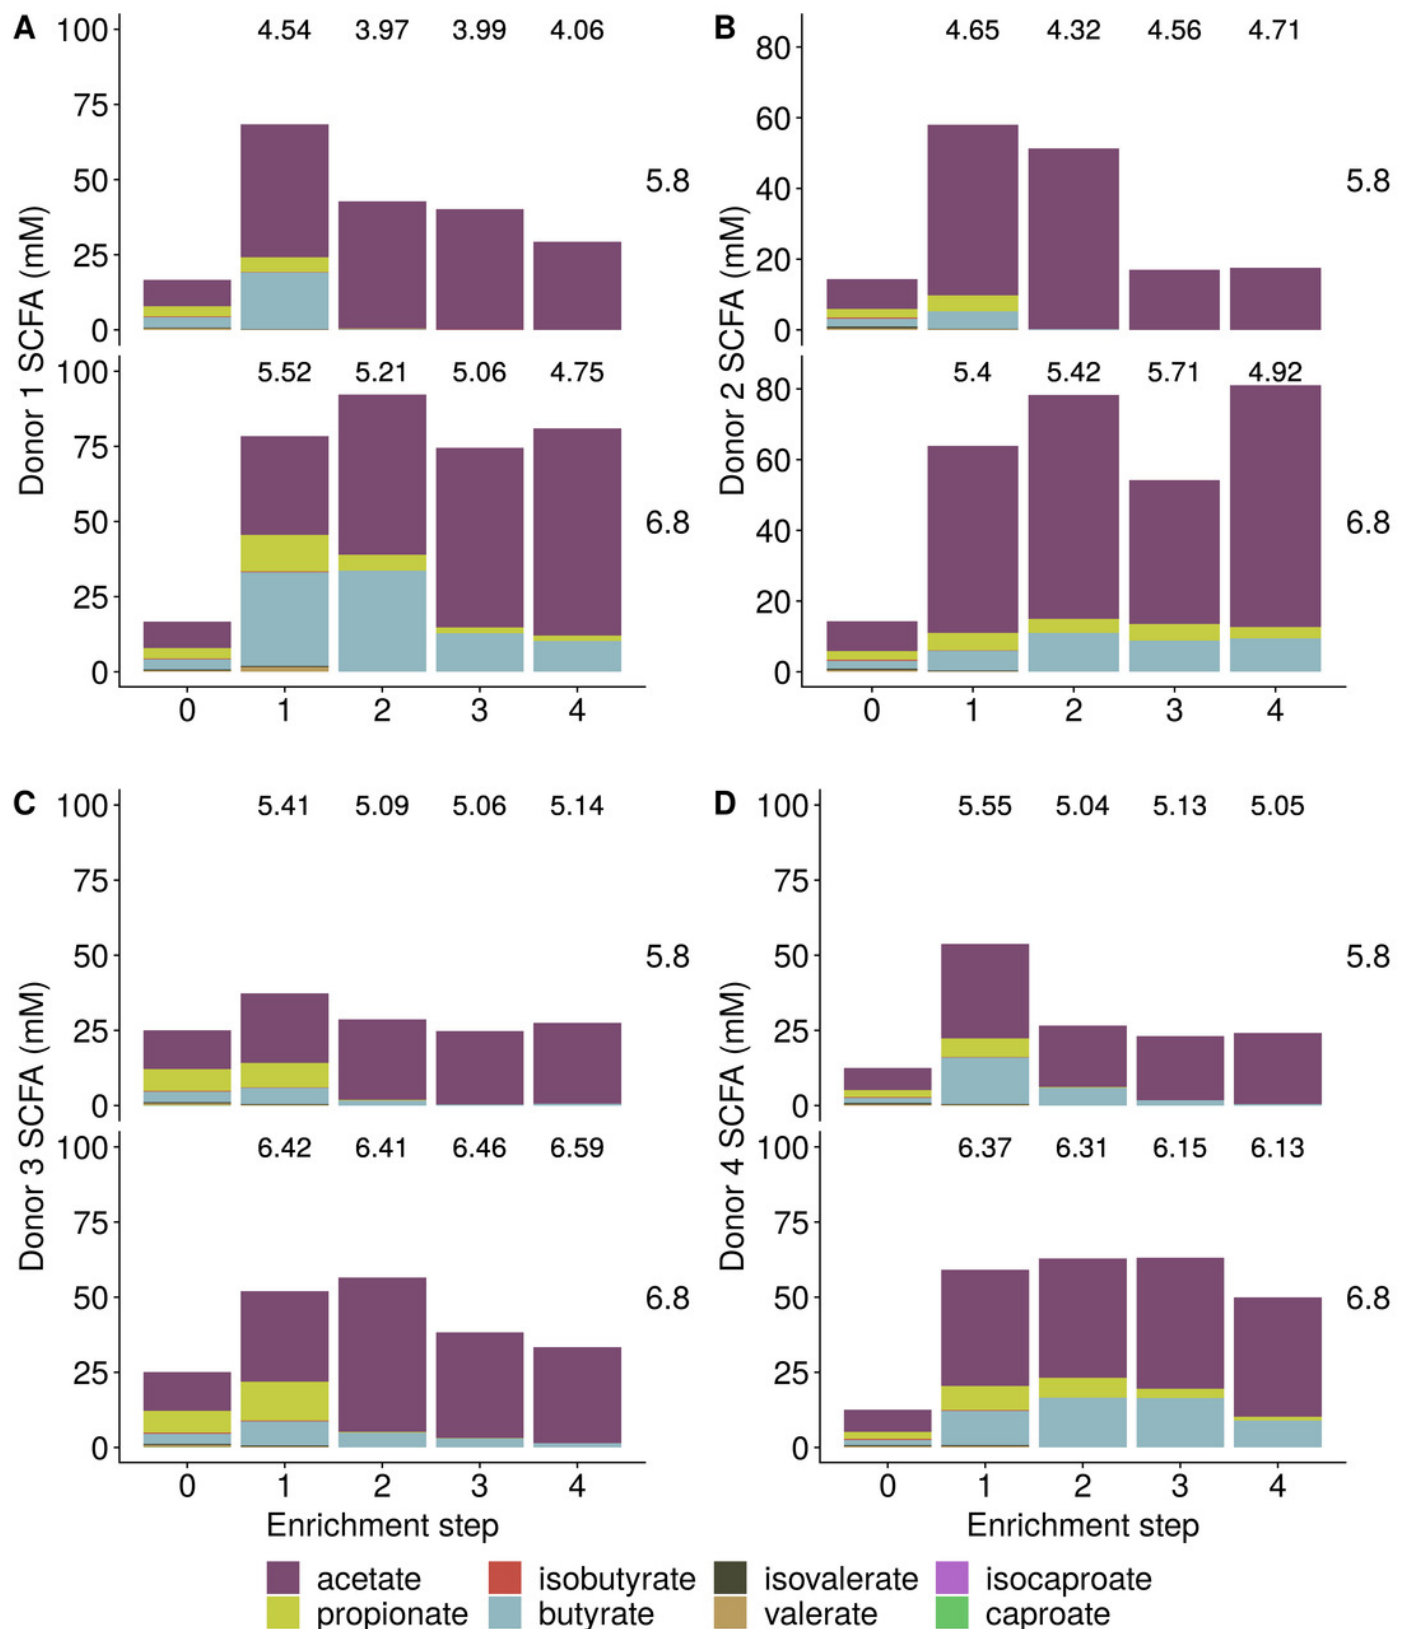 A
Donor 1 SCFA (mM)
100 4.54 3.97 3.99 4.06
75
50 5.8
25
0
100 5.52 5.21 5.06 4.75
75
50 6.8
25
0
0 1 2 3 4
B
Donor 2 SCFA (mM)
4.65 4.32 4.56 4.71
80
60
40 5.8
20
0
5.4 5.42 5.71 4.92
80
60
40 6.8
20
0
0 1 2 3 4
C
Donor 3 SCFA (mM)
100 5.41 5.09 5.06 5.14
75
50 5.8
25
0
100 6.42 6.41 6.46 6.59
75
50 6.8
25
0
0 1 2 3 4
Enrichment step
D
Donor 4 SCFA (mM)
100 5.55 5.04 5.13 5.05
75
50 5.8
25
0
100 6.37 6.31 6.15 6.13
75
50 6.8
25
0
0 1 2 3 4
Enrichment step
acetate isobutyrate isovalerate isocaproate
propionate butyrate valerate caproate